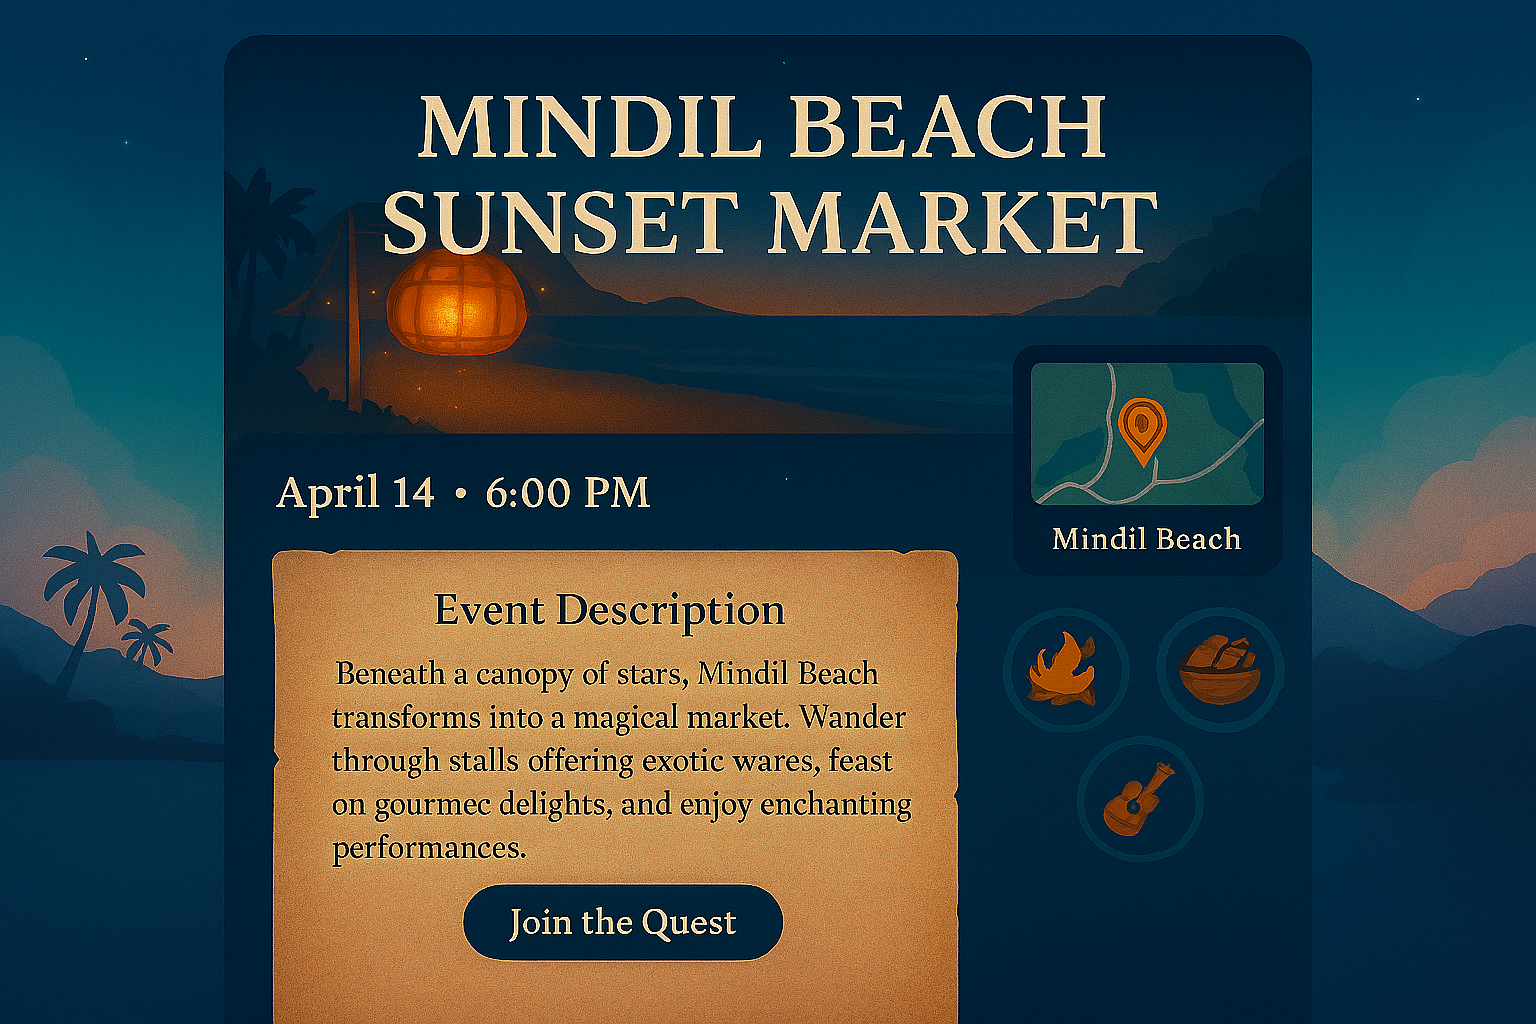 MINDIL BEACH
SUNSET MARKET
April 14 • 6:00 PM
Mindil Beach
Event Description
Beneath a canopy of stars, Mindil Beach
transforms into a magical market. Wander
through stalls offering exotic wares, feast
on gourmec delights, and enjoy enchanting
performances.
Join the Quest